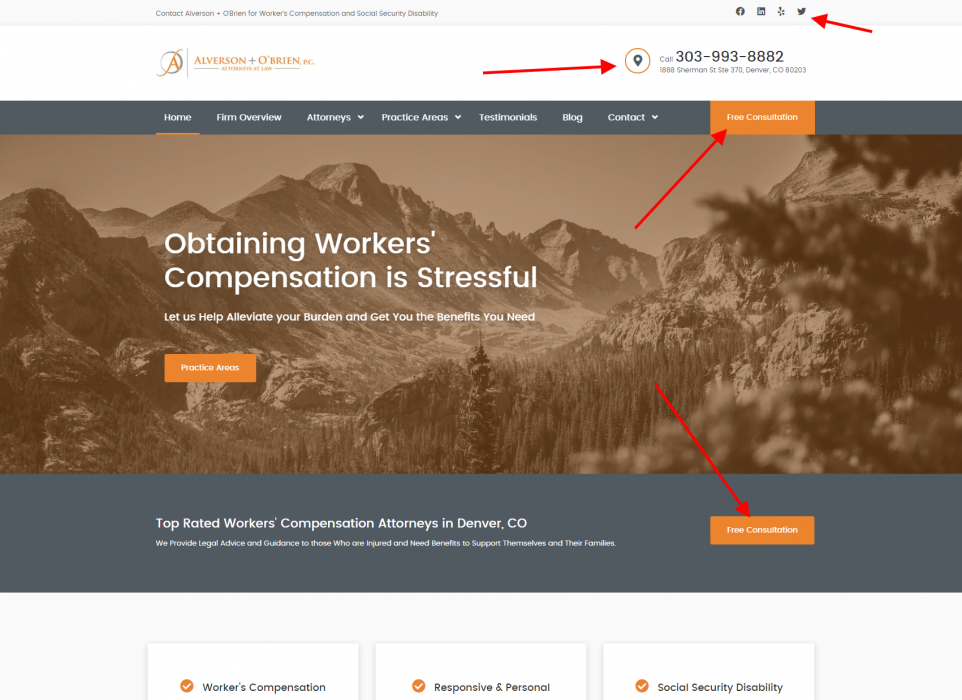 Contact Alverson + O'Brien for Worker's Compensation and Social Security Disability
ALVERSON + O'BRIEN, P.C.
ATTORNEYS AT LAW
Call 303-993-8882
1888 Sherman St Ste 370, Denver, CO 80203
Home Firm Overview Attorneys Practice Areas Testimonials Blog Contact Free Consultation
Obtaining Workers'
Compensation is Stressful
Let us Help Alleviate your Burden and Get You the Benefits You Need
Practice Areas
Top Rated Workers' Compensation Attorneys in Denver, CO
We Provide Legal Advice and Guidance to those Who are Injured and Need Benefits to Support Themselves and Their Families.
Free Consultation
Worker's Compensation
Responsive & Personal
Social Security Disability